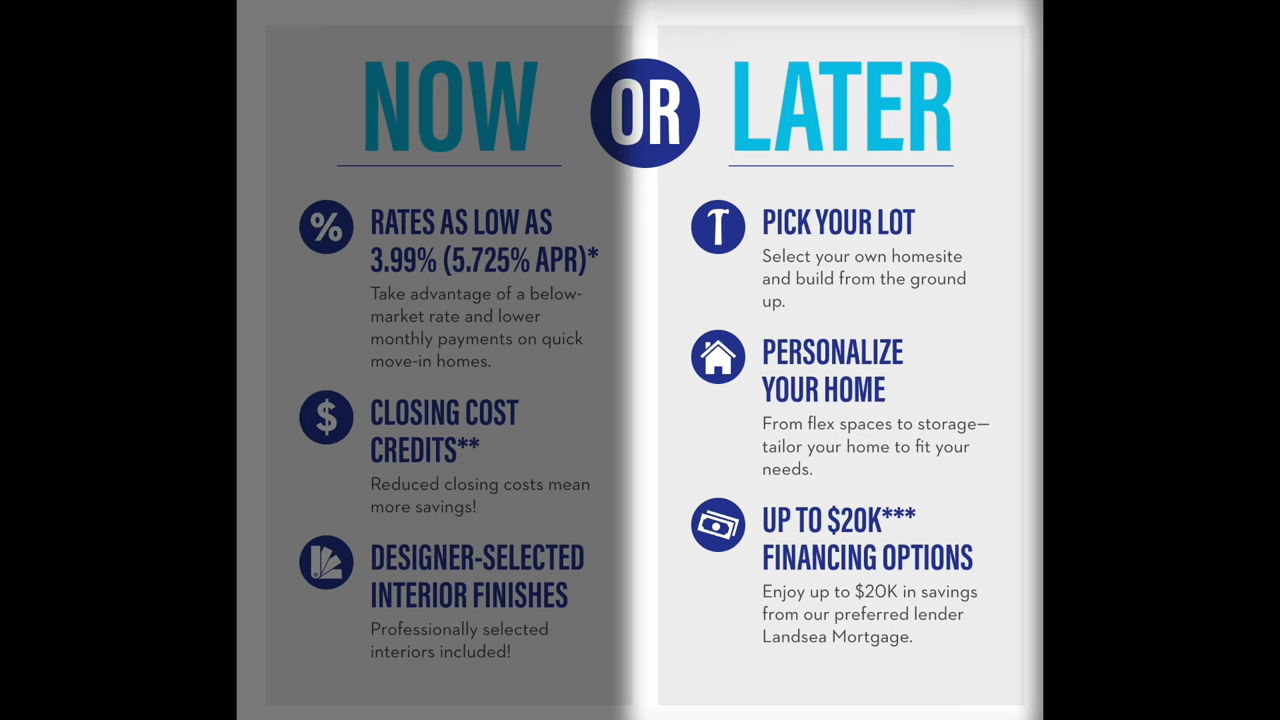 NOW
OR
LATER
%
RATES AS LOW AS
3.99% (5.725% APR)*
Take advantage of a below-
market rate and lower
monthly payments on quick
move-in homes.
$
CLOSING COST
CREDITS**
Reduced closing costs mean
more savings!
DESIGNER-SELECTED
INTERIOR FINISHES
Professionally selected
interiors included!
PICK YOUR LOT
Select your own homesite
and build from the ground
up.
PERSONALIZE
YOUR HOME
From flex spaces to storage—
tailor your home to fit your
needs.
UP TO $20K***
FINANCING OPTIONS
Enjoy up to $20K in savings
from our preferred lender
Landsea Mortgage.